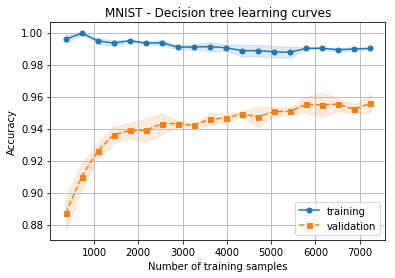 MNIST - Decision tree learning curves
Accuracy
1.00
0.98
0.96
0.94
0.92
0.90
0.88
1000 2000 3000 4000 5000 6000 7000
Number of training samples
training
validation